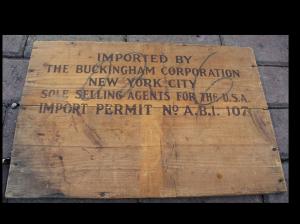 IMPORTED BY
THE BUCKINGHAM CORPORATION
NEW YORK CITY
SOLE SELLING AGENTS FOR THE U.S.A.
IMPORT PERMIT No A.B.I. 107